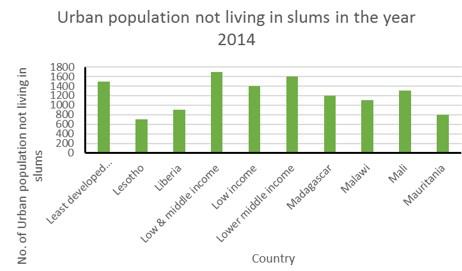 Urban population not living in slums in the year
2014
No. of Urban population not living in
slums
1800
1600
1400
1200
1000
800
600
400
200
0
Least developed...
Lesotho
Liberia
Low & middle income
Low income
Lower middle income
Madagascar
Malawi
Mali
Mauritania
Country